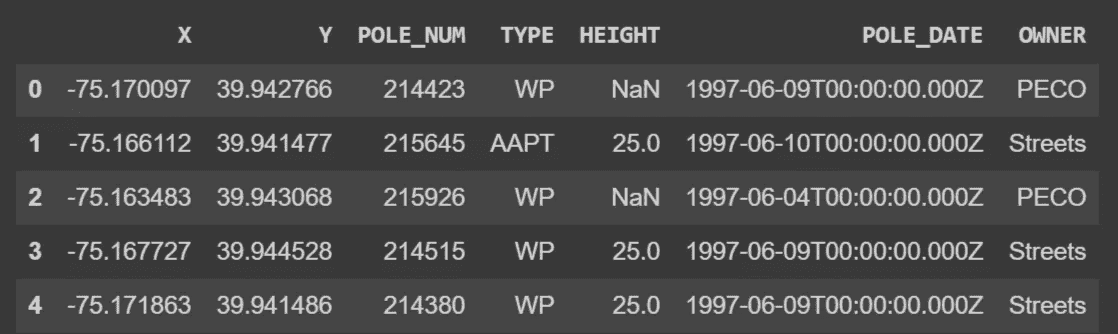 X Y POLE_NUM TYPE HEIGHT POLE_DATE OWNER
0 -75.170097 39.942766 214423 WP NaN 1997-06-09T00:00:00.000Z PECO
1 -75.166112 39.941477 215645 AAPT 25.0 1997-06-10T00:00:00.000Z Streets
2 -75.163483 39.943068 215926 WP NaN 1997-06-04T00:00:00.000Z PECO
3 -75.167727 39.944528 214515 WP 25.0 1997-06-09T00:00:00.000Z Streets
4 -75.171863 39.941486 214380 WP 25.0 1997-06-09T00:00:00.000Z Streets